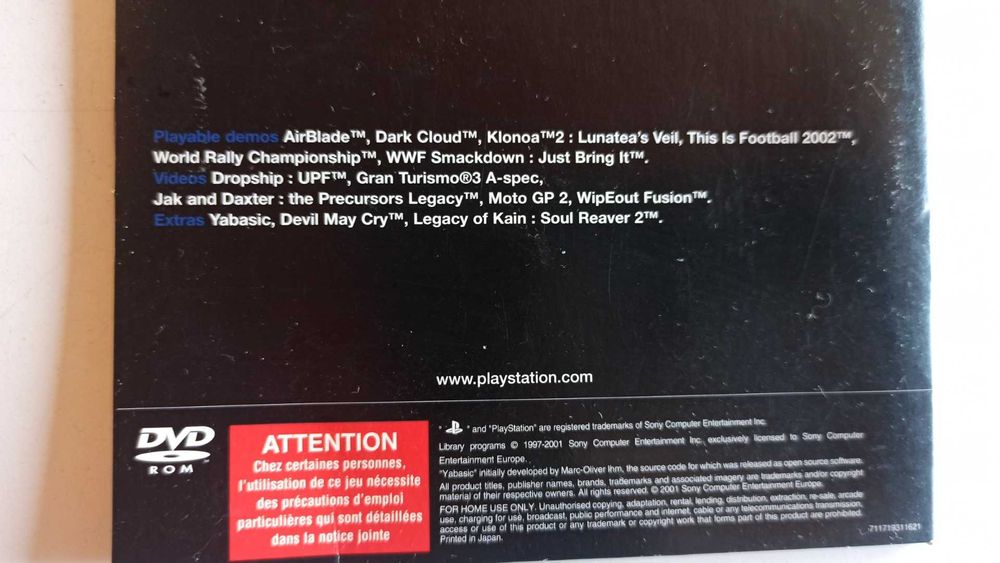 Playable demos AirBlade™, Dark Cloud™, Klonoa™2 : Lunatea's Veil, This Is Football 2002™,
World Rally Championship™, WWF Smackdown : Just Bring It™.
Videos Dropship : UPF™, Gran Turismo®3 A-spec,
Jak and Daxter : the Precursors Legacy™, Moto GP 2, WipEout Fusion™.
Extras Yabasic, Devil May Cry™, Legacy of Kain : Soul Reaver 2™.
www.playstation.com
DVD
ROM
ATTENTION
Chez certaines personnes,
l'utilisation de ce jeu nécessite
des précautions d'emploi
particulières qui sont détaillées
dans la notice jointe
" " and "PlayStation" are registered trademarks of Sony Computer Entertainment Inc.
Library programs © 1997-2001 Sony Computer Entertainment Inc. exclusively licensed to Sony Computer
Entertainment Europe.
"Yabasic" initially developed by Marc-Oliver Ihm, the source code for which was released as open source software.
All product titles, publisher names, brands, trademarks and associated imagery are trademarks and/or copyright
material of their respective owners. All rights reserved. © 2001 Sony Computer Entertainment Europe.
FOR HOME USE ONLY. Unauthorised copying, adaptation, rental, lending, distribution, extraction, re-sale, arcade
use, charging for use, broadcast, public performance and internet, cable or any telecommunications transmission,
access or use of this product or any trademark or copyright work that forms part of this product are prohibited.
Printed in Japan.
711719311621